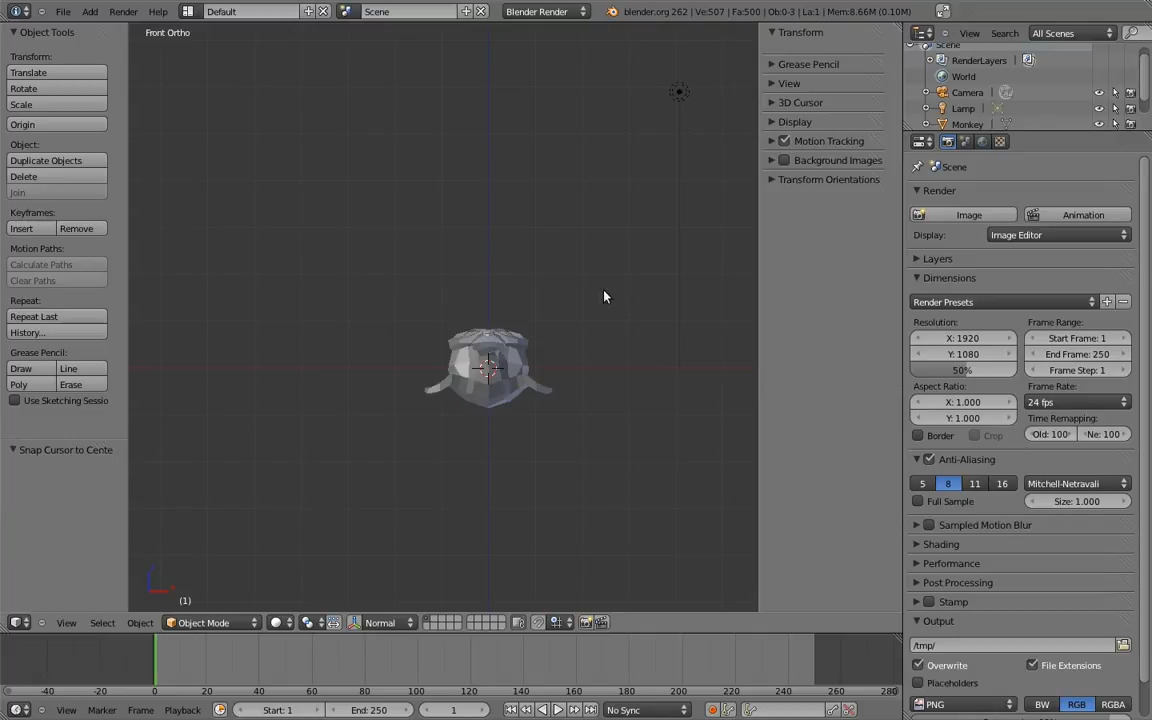 File Add Render Help Default Scene Blender Render blender.org 262 | Ve:507 | Fa:500 | Ob:0-3 | La:1 | Mem:8.66M (0.10M)
Object Tools
Transform:
Translate
Rotate
Scale
Origin
Object:
Duplicate Objects
Delete
Join
Keyframes:
Insert Remove
Motion Paths:
Calculate Paths
Clear Paths
Repeat:
Repeat Last
History...
Grease Pencil:
Draw Line
Poly Erase
Use Sketching Sessio
Snap Cursor to Cente
Front Ortho
(1)
Transform
Grease Pencil
View
3D Cursor
Display
Motion Tracking
Background Images
Transform Orientations
View Select Object Object Mode Normal
View Search All Scenes
Scene
RenderLayers
World
Camera
Lamp
Monkey
Scene
Render
Image Animation
Display: Image Editor
Layers
Dimensions
Render Presets
Resolution: Frame Range:
X: 1920 Start Frame: 1
Y: 1080 End Frame: 250
50% Frame Step: 1
Aspect Ratio: Frame Rate:
X: 1.000 24 fps
Y: 1.000 Time Remapping:
Border Crop Old: 100 Ne: 100
Anti-Aliasing
5 8 11 16 Mitchell-Netravali
Full Sample Size: 1.000
Sampled Motion Blur
Shading
Performance
Post Processing
Stamp
Output
/tmp/
Overwrite File Extensions
Placeholders
PNG BW RGB RGBA
-40 -20 0 20 40 60 80 100 120 140 160 180 200 220 240 260 280
View Marker Frame Playback Start: 1 End: 250 1 No Sync